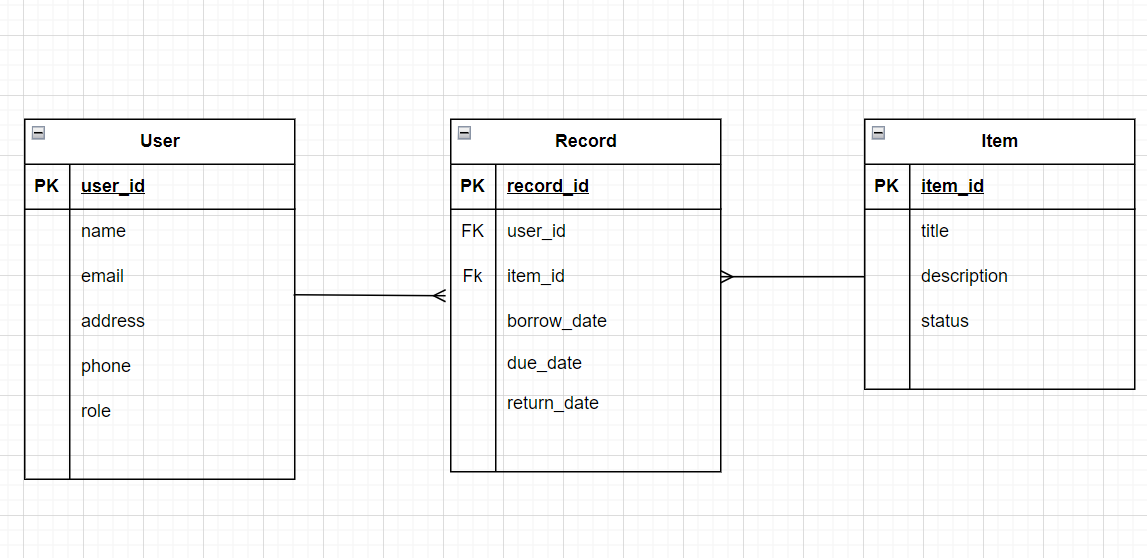 User
PK user_id
name
email
address
phone
role
Record
PK record_id
FK user_id
Fk item_id
borrow_date
due_date
return_date
Item
PK item_id
title
description
status